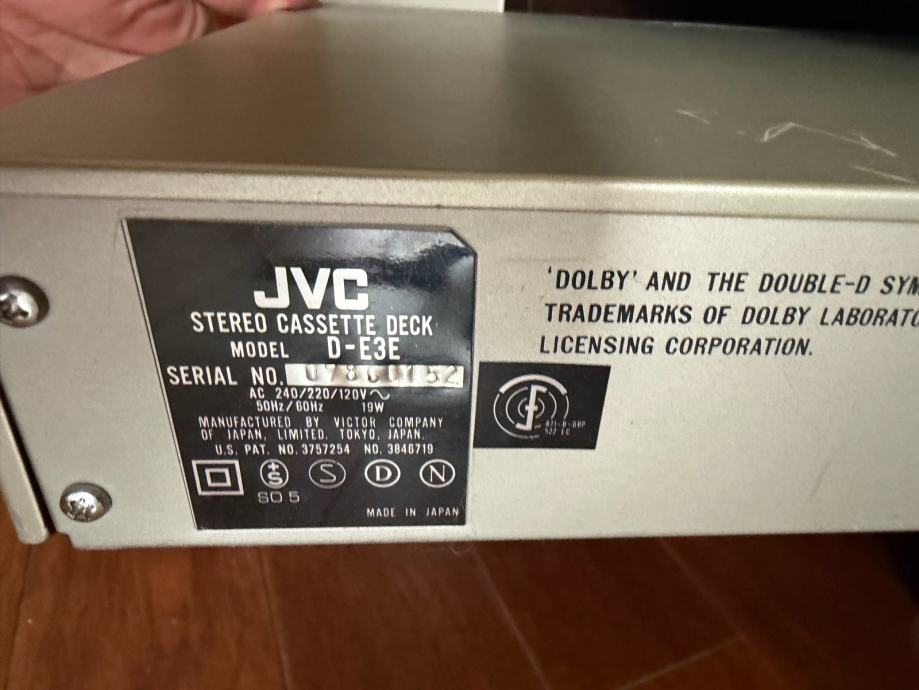 JVC
STEREO CASSETTE DECK
MODEL D-E3E
SERIAL NO.
AC 240/220/120V~
50Hz/60Hz 19W
MANUFACTURED BY VICTOR COMPANY
OF JAPAN, LIMITED. TOKYO, JAPAN.
U.S. PAT. NO. 3757254 NO. 3846719
S S D N
SO 5
MADE IN JAPAN
'DOLBY' AND THE DOUBLE-D SYM
TRADEMARKS OF DOLBY LABORATO
LICENSING CORPORATION.